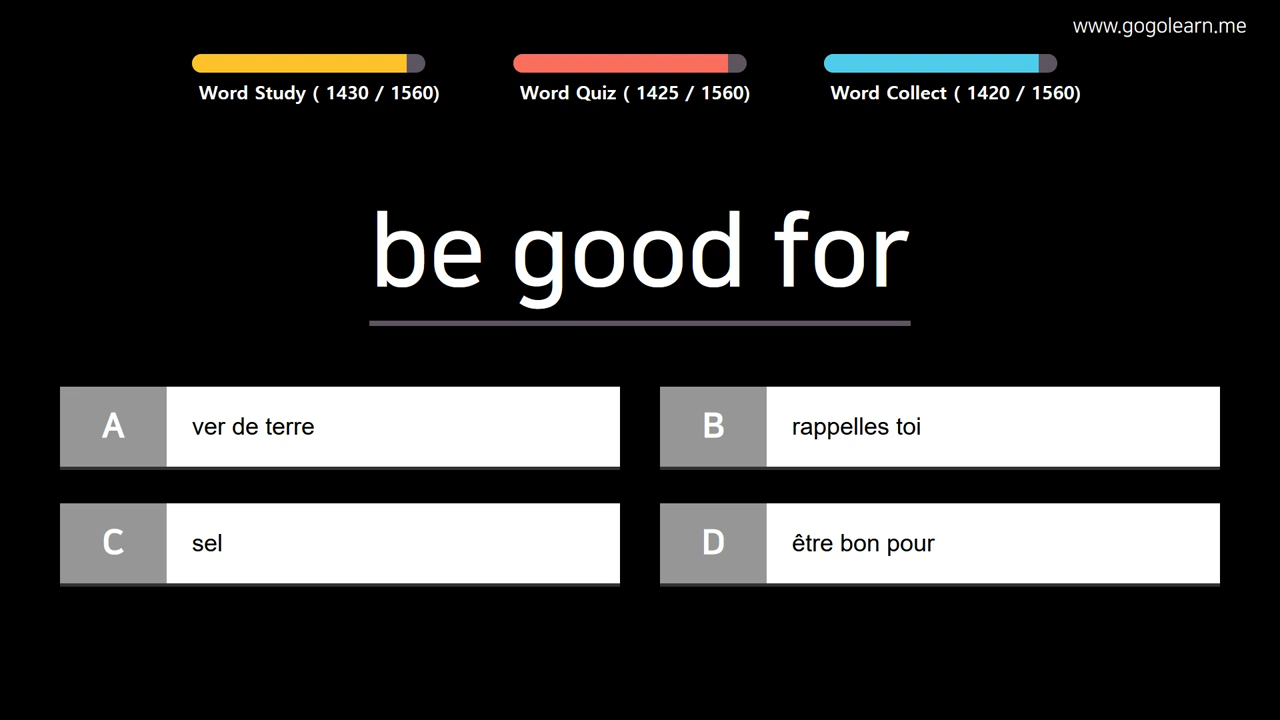 www.gogolearn.me
Word Study ( 1430 / 1560)
Word Quiz ( 1425 / 1560)
Word Collect ( 1420 / 1560)
be good for
A
ver de terre
B
rappelles toi
C
sel
D
être bon pour